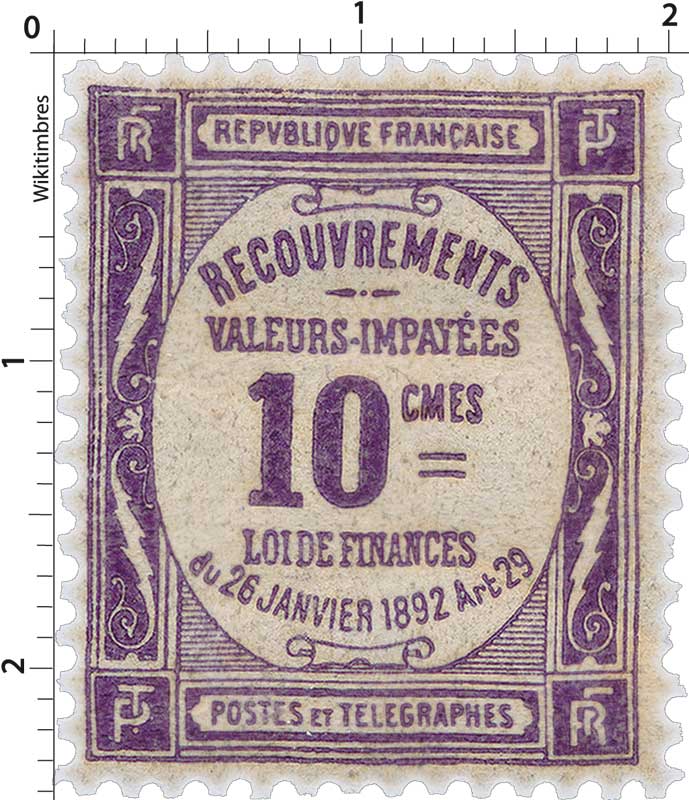 0 1 2
Wikitimbres
RF REPVBLIQVE FRANÇAISE PT
RECOUVREMENTS
VALEURS-IMPAYÉES
1
10 CMES
=
LOI DE FINANCES
du 26 JANVIER 1892 Art 29
2
PT POSTES ET TELEGRAPHES RF